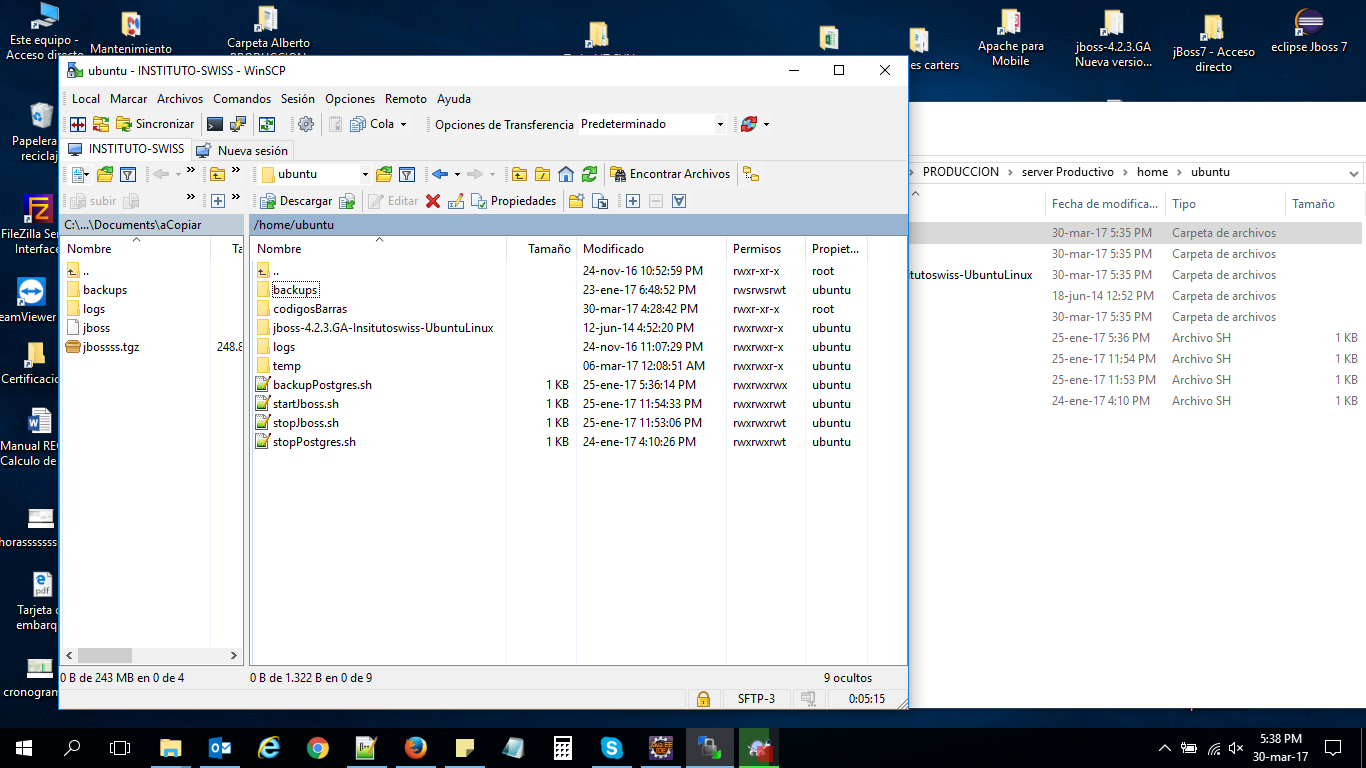 Este equipo -
Acceso directo
Mantenimiento
Carpeta Alberto
PRODUCCION
es carters
Apache para
Mobile
jboss-4.2.3.GA
Nueva versio...
jBoss7 - Acceso
directo
eclipse Jboss 7
Papelera
reciclaj
FileZilla Se
Interface
eamViewer
Certificacio
Manual RE
Calculo de
horasssssss
Tarjeta
embarq
cronogram
ubuntu - INSTITUTO-SWISS - WinSCP
Local Marcar Archivos Comandos Sesión Opciones Remoto Ayuda
Sincronizar Cola Opciones de Transferencia Predeterminado
INSTITUTO-SWISS Nueva sesión
» » ubuntu Encontrar Archivos
subir » » Descargar Editar Propiedades
C:\...\Documents\aCopiar
Nombre Ta
..
backups
logs
jboss
jbossss.tgz 248.8
/home/ubuntu
Nombre Tamaño Modificado Permisos Propiet...
.. 24-nov-16 10:52:59 PM rwxr-xr-x root
backups 23-ene-17 6:48:52 PM rwsrwsrwt ubuntu
codigosBarras 30-mar-17 4:28:42 PM rwxr-xr-x root
jboss-4.2.3.GA-Insitutoswiss-UbuntuLinux 12-jun-14 4:52:20 PM rwxrwxr-x ubuntu
logs 24-nov-16 11:07:29 PM rwxrwxr-x ubuntu
temp 06-mar-17 12:08:51 AM rwxrwxr-x ubuntu
backupPostgres.sh 1 KB 25-ene-17 5:36:14 PM rwxrwxrwx ubuntu
startJboss.sh 1 KB 25-ene-17 11:54:33 PM rwxrwxrwt ubuntu
stopJboss.sh 1 KB 25-ene-17 11:53:06 PM rwxrwxrwt ubuntu
stopPostgres.sh 1 KB 24-ene-17 4:10:26 PM rwxrwxrwt ubuntu
0 B de 243 MB en 0 de 4
0 B de 1.322 B en 0 de 9 9 ocultos
SFTP-3 0:05:15
PRODUCCION server Productivo home ubuntu
Fecha de modifica... Tipo Tamaño
30-mar-17 5:35 PM Carpeta de archivos
30-mar-17 5:35 PM Carpeta de archivos
tutoswiss-UbuntuLinux 30-mar-17 5:35 PM Carpeta de archivos
18-jun-14 12:52 PM Carpeta de archivos
30-mar-17 5:35 PM Carpeta de archivos
25-ene-17 5:36 PM Archivo SH 1 KB
25-ene-17 11:54 PM Archivo SH 1 KB
25-ene-17 11:53 PM Archivo SH 1 KB
24-ene-17 4:10 PM Archivo SH 1 KB
5:38 PM
30-mar-17